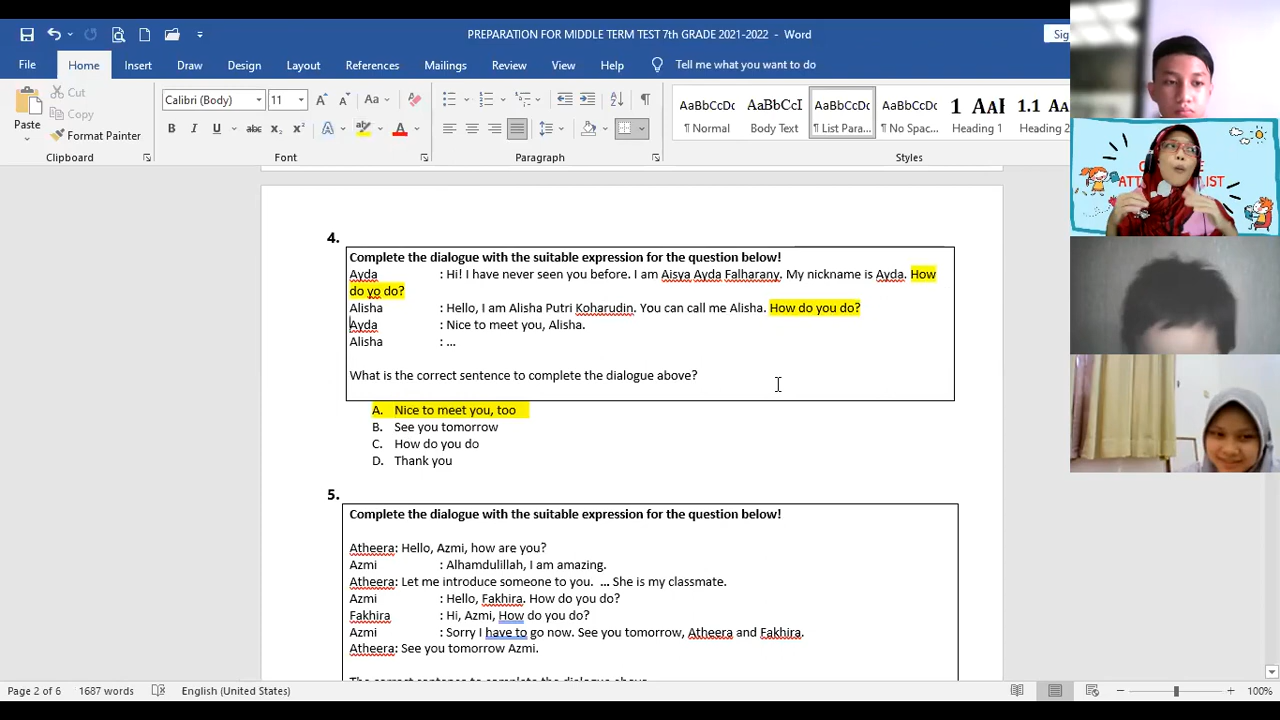 PREPARATION FOR MIDDLE TERM TEST 7th GRADE 2021-2022 - Word
File Home Insert Draw Design Layout References Mailings Review View Help Tell me what you want to do
Paste
Cut
Copy
Format Painter
Clipboard
Calibri (Body) 11
Font
Paragraph
AaBbCcDc AaBbCcI AaBbCcDc AaBbCcDc 1 1.1
¶ Normal Body Text ¶ List Para... ¶ No Spac... Heading 1
Styles
4.
Complete the dialogue with the suitable expression for the question below!
Ayda : Hi! I have never seen you before. I am Aisya Ayda Falharany. My nickname is Ayda. How
do yo do?
Alisha : Hello, I am Alisha Putri Koharudin. You can call me Alisha. How do you do?
Ayda : Nice to meet you, Alisha.
Alisha : ...
What is the correct sentence to complete the dialogue above?
A. Nice to meet you, too
B. See you tomorrow
C. How do you do
D. Thank you
5.
Complete the dialogue with the suitable expression for the question below!
Atheera: Hello, Azmi, how are you?
Azmi : Alhamdulillah, I am amazing.
Atheera: Let me introduce someone to you. ... She is my classmate.
Azmi : Hello, Fakhira. How do you do?
Fakhira : Hi, Azmi, How do you do?
Azmi : Sorry I have to go now. See you tomorrow, Atheera and Fakhira.
Atheera: See you tomorrow Azmi.
The correct sentence to complete the dialogue above
Page 2 of 6 1687 words English (United States) 100%